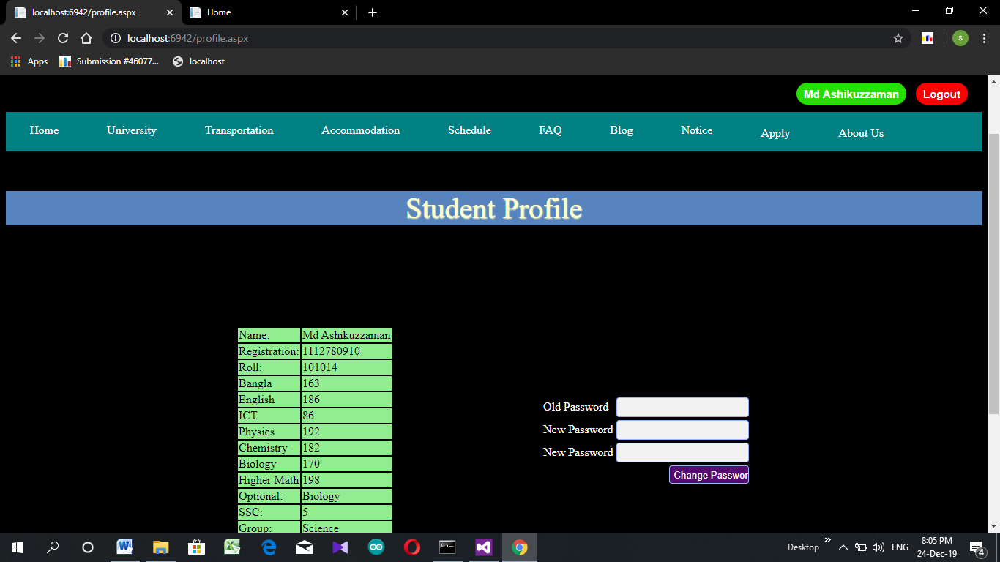 localhost:6942/profile.aspx
Home
localhost:6942/profile.aspx
s
Apps Submission #46077... localhost
Md Ashikuzzaman Logout
Home University Transportation Accommodation Schedule FAQ Blog Notice Apply About Us
Student Profile
Name: Md Ashikuzzaman
Registration: 1112780910
Roll: 101014
Bangla 163
English 186
ICT 86
Physics 192
Chemistry 182
Biology 170
Higher Math 198
Optional: Biology
SSC: 5
Group: Science
Old Password
New Password
New Password
Change Passwor
Desktop ENG 8:05 PM
24-Dec-19 4